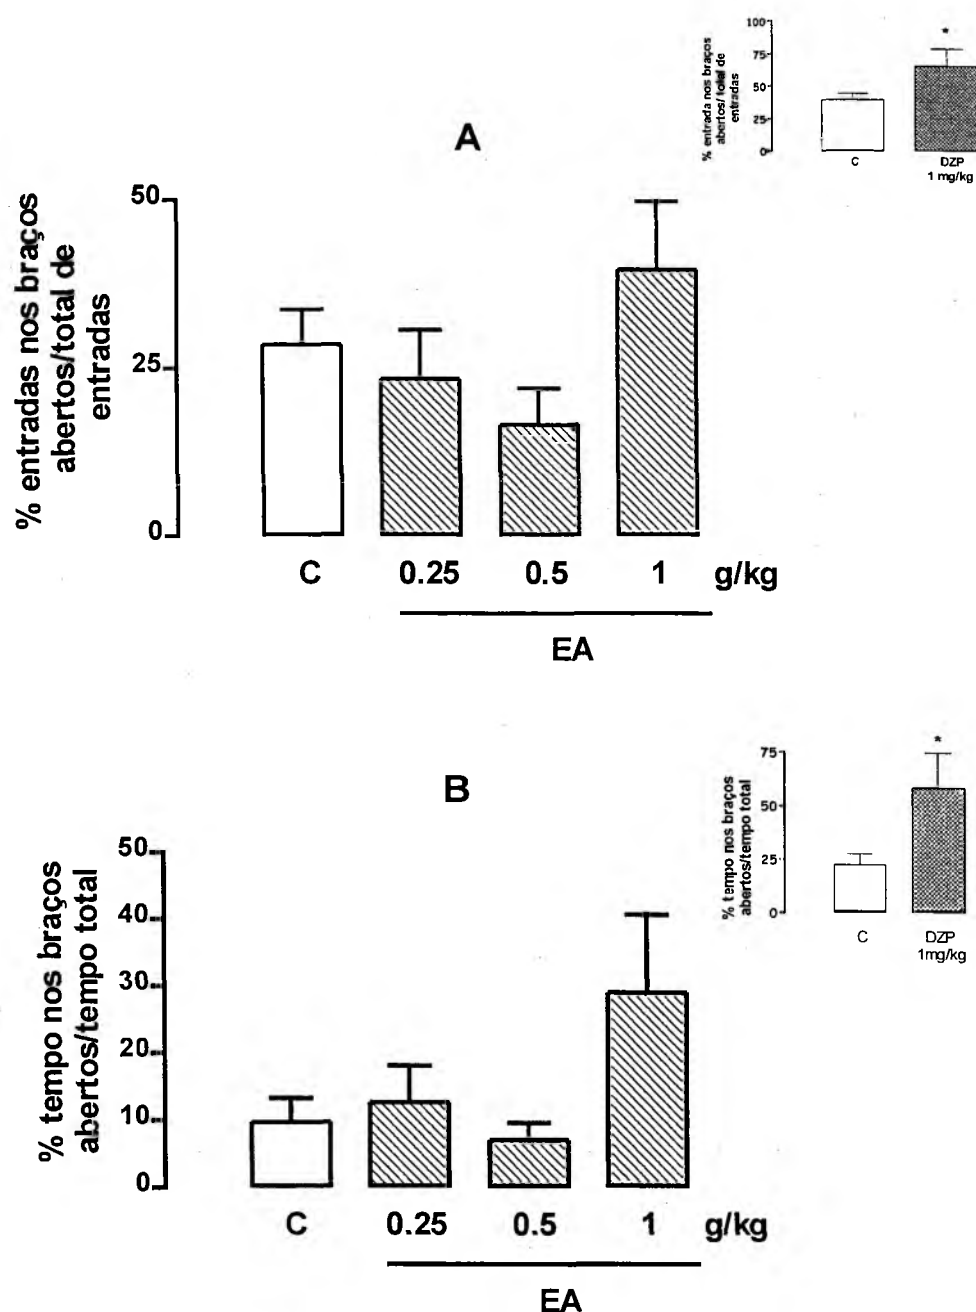 A
% entradas nos braços
abertos/total de
entradas
50
25
0
C 0.25 0.5 1 g/kg
EA
% entrada nos braços
abertos/ total de
entradas
100
75
50
25
0
*
C DZP
1 mg/kg
B
% tempo nos braços
abertos/tempo total
50
40
30
20
10
0
C 0.25 0.5 1 g/kg
EA
% tempo nos braços
abertos/tempo total
75
50
25
0
*
C DZP
1mg/kg